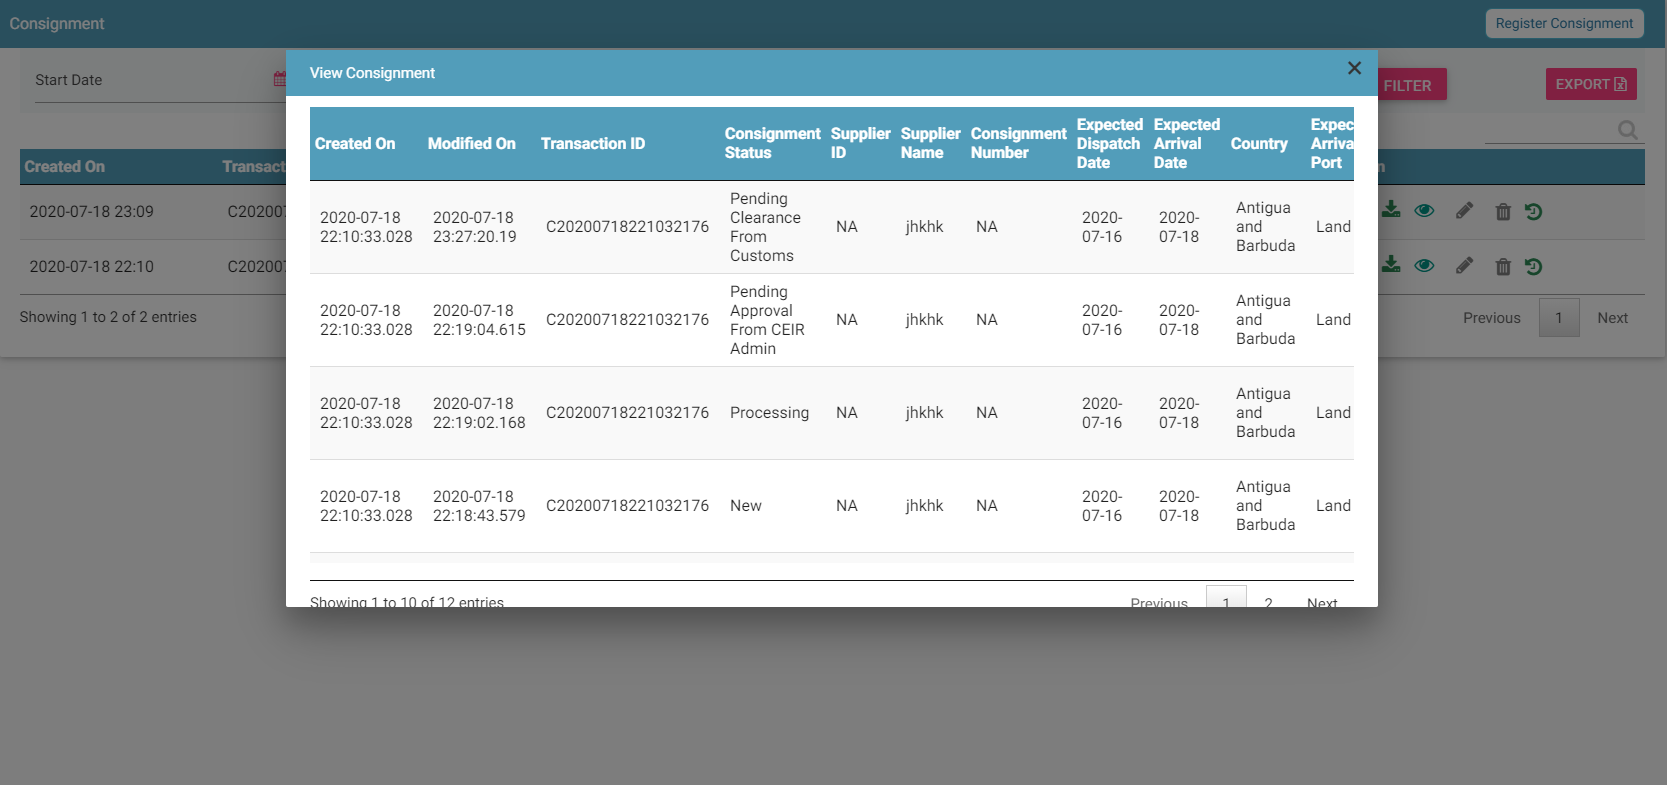 Consignment
Register Consignment
Start Date
FILTER
EXPORT
Created On
Transact
n
2020-07-18 23:09
C20200
2020-07-18 22:10
C20200
Showing 1 to 2 of 2 entries
Previous 1 Next
View Consignment
Created On
Modified On
Transaction ID
Consignment
Status
Supplier
ID
Supplier
Name
Consignment
Number
Expected
Dispatch
Date
Expected
Arrival
Date
Country
Expec
Arriva
Port
2020-07-18
22:10:33.028
2020-07-18
23:27:20.19
C20200718221032176
Pending
Clearance
From
Customs
NA
jhkhk
NA
2020-
07-16
2020-
07-18
Antigua
and
Barbuda
Land
2020-07-18
22:10:33.028
2020-07-18
22:19:04.615
C20200718221032176
Pending
Approval
From CEIR
Admin
NA
jhkhk
NA
2020-
07-16
2020-
07-18
Antigua
and
Barbuda
Land
2020-07-18
22:10:33.028
2020-07-18
22:19:02.168
C20200718221032176
Processing
NA
jhkhk
NA
2020-
07-16
2020-
07-18
Antigua
and
Barbuda
Land
2020-07-18
22:10:33.028
2020-07-18
22:18:43.579
C20200718221032176
New
NA
jhkhk
NA
2020-
07-16
2020-
07-18
Antigua
and
Barbuda
Land
Showing 1 to 10 of 12 entries
Previous 1 2 Next